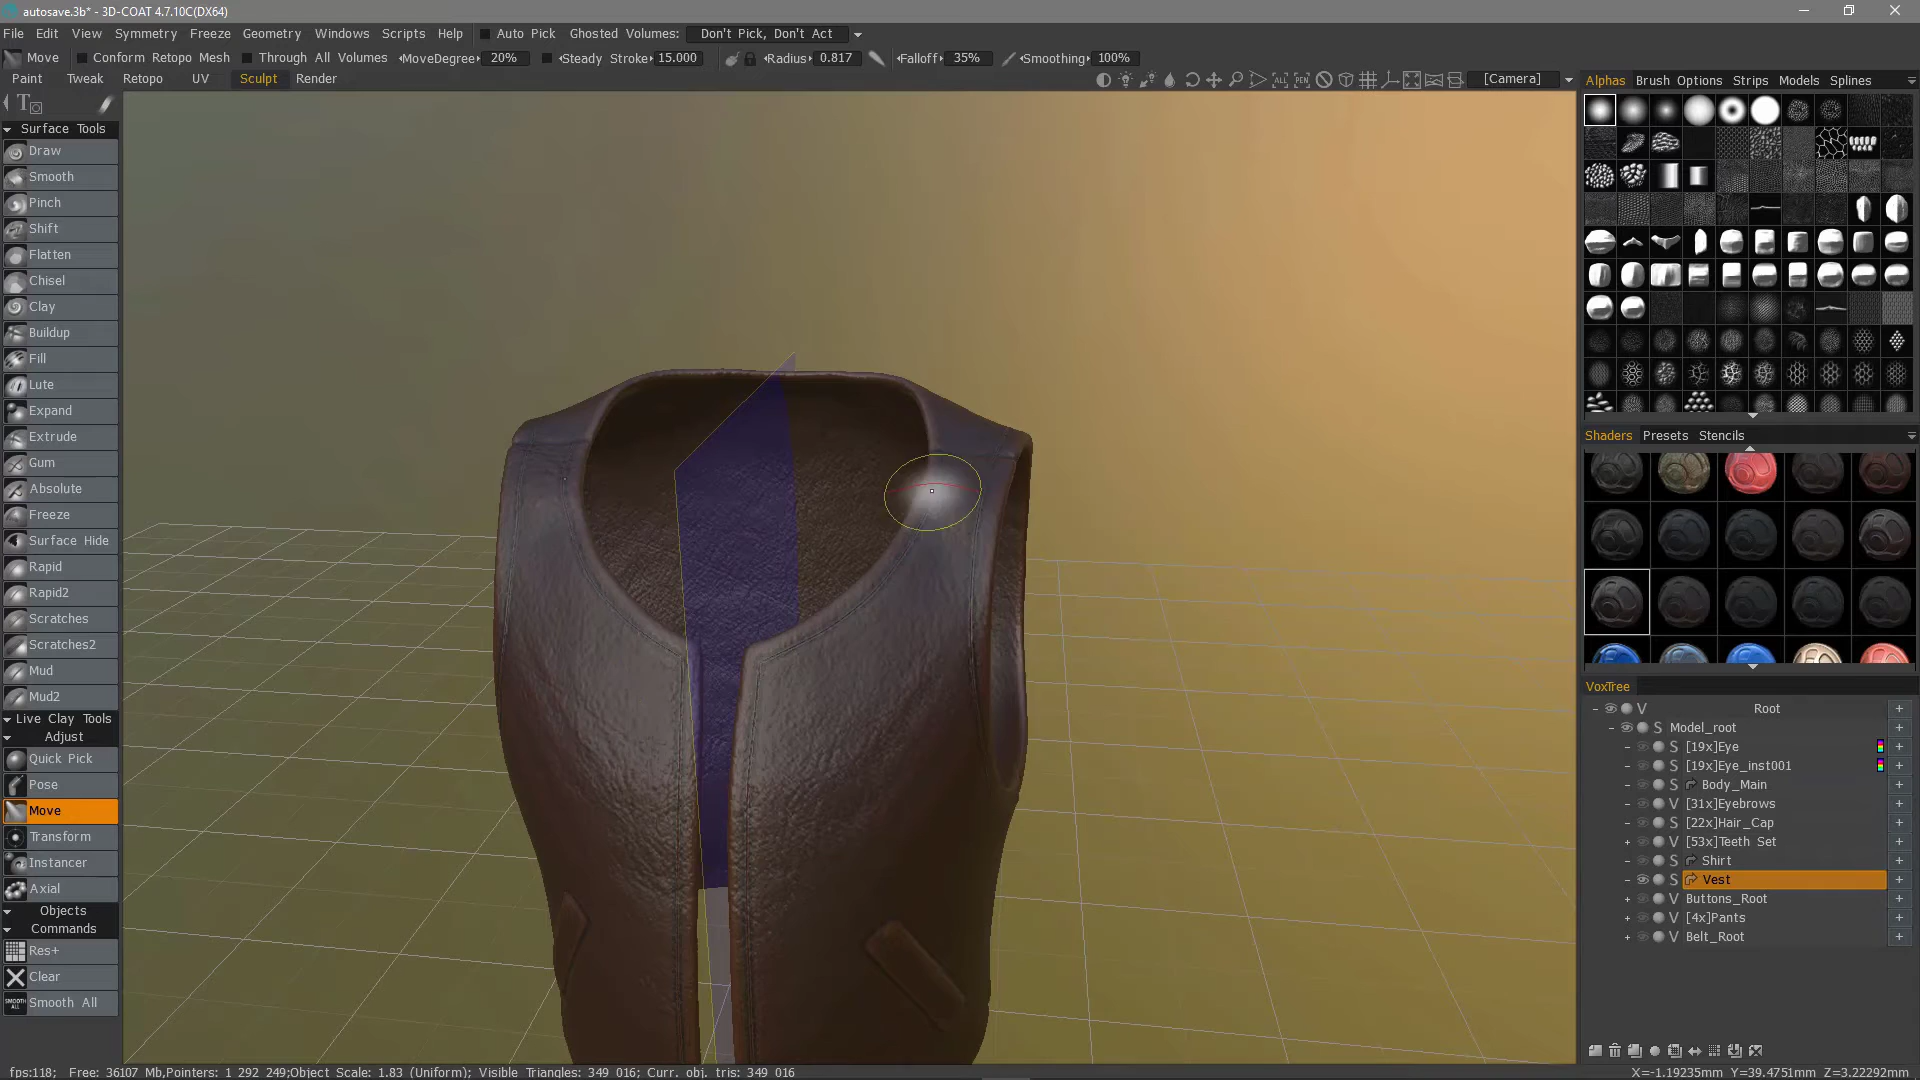 autosave.3b* - 3D-COAT 4.7.10C(DX64)
File Edit View Symmetry Freeze Geometry Windows Scripts Help Auto Pick Ghosted Volumes: Don't Pick, Don't Act
Move Conform Retopo Mesh Through All Volumes MoveDegree 20% Steady Stroke 15.000 Radius 0.817 Falloff 35% Smoothing 100%
Paint Tweak Retopo UV Sculpt Render ALL PEN [Camera]
Alphas Brush Options Strips Models Splines
Surface Tools
Draw
Smooth
Pinch
Shift
Flatten
Chisel
Clay
Buildup
Fill
Lute
Expand
Extrude
Gum
Absolute
Freeze
Surface Hide
Rapid
Rapid2
Scratches
Scratches2
Mud
Mud2
Live Clay Tools
Adjust
Quick Pick
Pose
Move
Transform
Instancer
Axial
Objects
Commands
Res+
Clear
SMOOTH ALL Smooth All
Shaders Presets Stencils
VoxTree
V Root
S Model_root
S [19x]Eye
S [19x]Eye_inst001
S Body_Main
V [31x]Eyebrows
S [22x]Hair_Cap
V [53x]Teeth Set
S Shirt
S Vest
V Buttons_Root
V [4x]Pants
V Belt_Root
fps:118; Free: 36107 Mb,Pointers: 1 292 249;Object Scale: 1.83 (Uniform); Visible Triangles: 349 016; Curr. obj. tris: 349 016
X=-1.19235mm Y=39.4751mm Z=3.22292mm